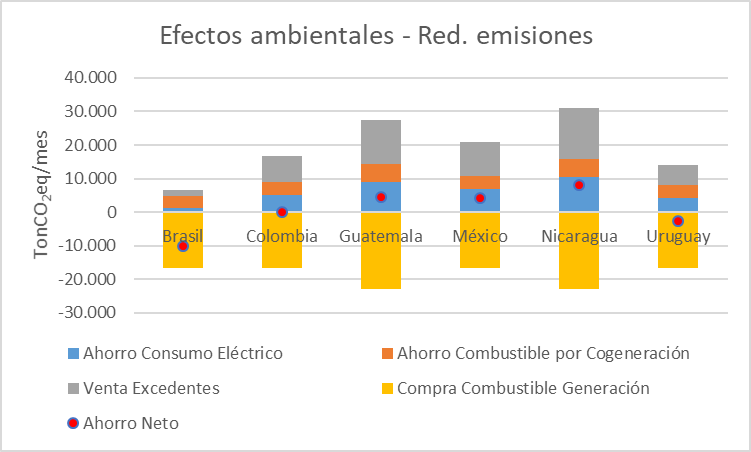 Efectos ambientales - Red. emisiones
40.000
30.000
20.000
10.000
0
-10.000
-20.000
-30.000
TonCO₂eq/mes
Brasil Colombia Guatemala México Nicaragua Uruguay
Ahorro Consumo Eléctrico Ahorro Combustible por Cogeneración
Venta Excedentes Compra Combustible Generación
Ahorro Neto